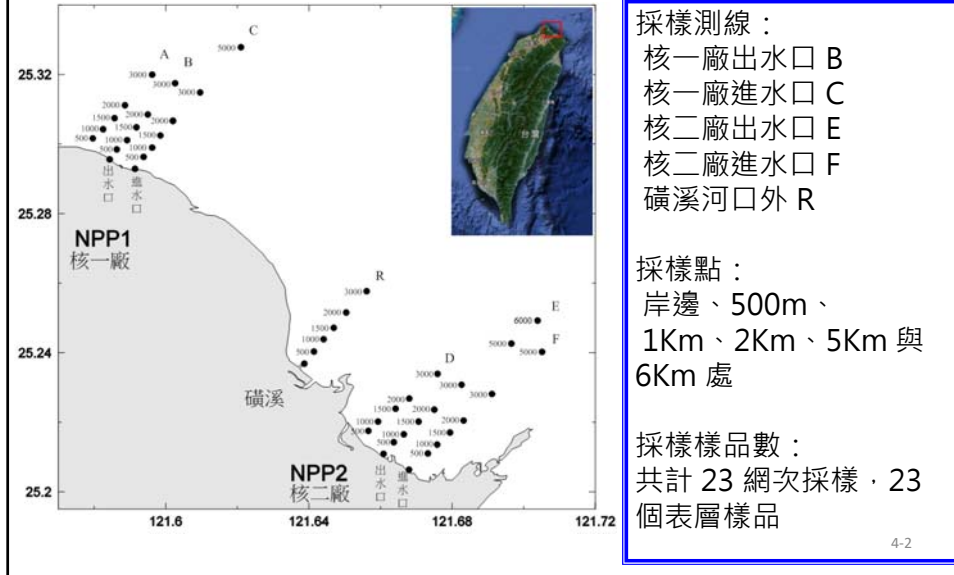 C
5000
A
B
25.32
3000
3000
3000
2000
2000
1500
2000
1000
1500
500
1000
1500
500
1000
500
出水口
進水口
25.28
NPP1
核一廠
R
3000
2000
E
6000
1500
1000
5000
F
5000
25.24
500
D
3000
3000
3000
磺溪
2000
1500
2000
2000
1000
1500
1500
500
1000
1000
500
500
NPP2
核二廠
出水口
進水口
25.2
121.6
121.64
121.68
121.72
台灣
採樣測線：
核一廠出水口 B
核一廠進水口 C
核二廠出水口 E
核二廠進水口 F
磺溪河口外 R
採樣點：
岸邊、500m、
1Km、2Km、5Km 與
6Km 處
採樣樣品數：
共計 23 網次採樣，23
個表層樣品
4-2